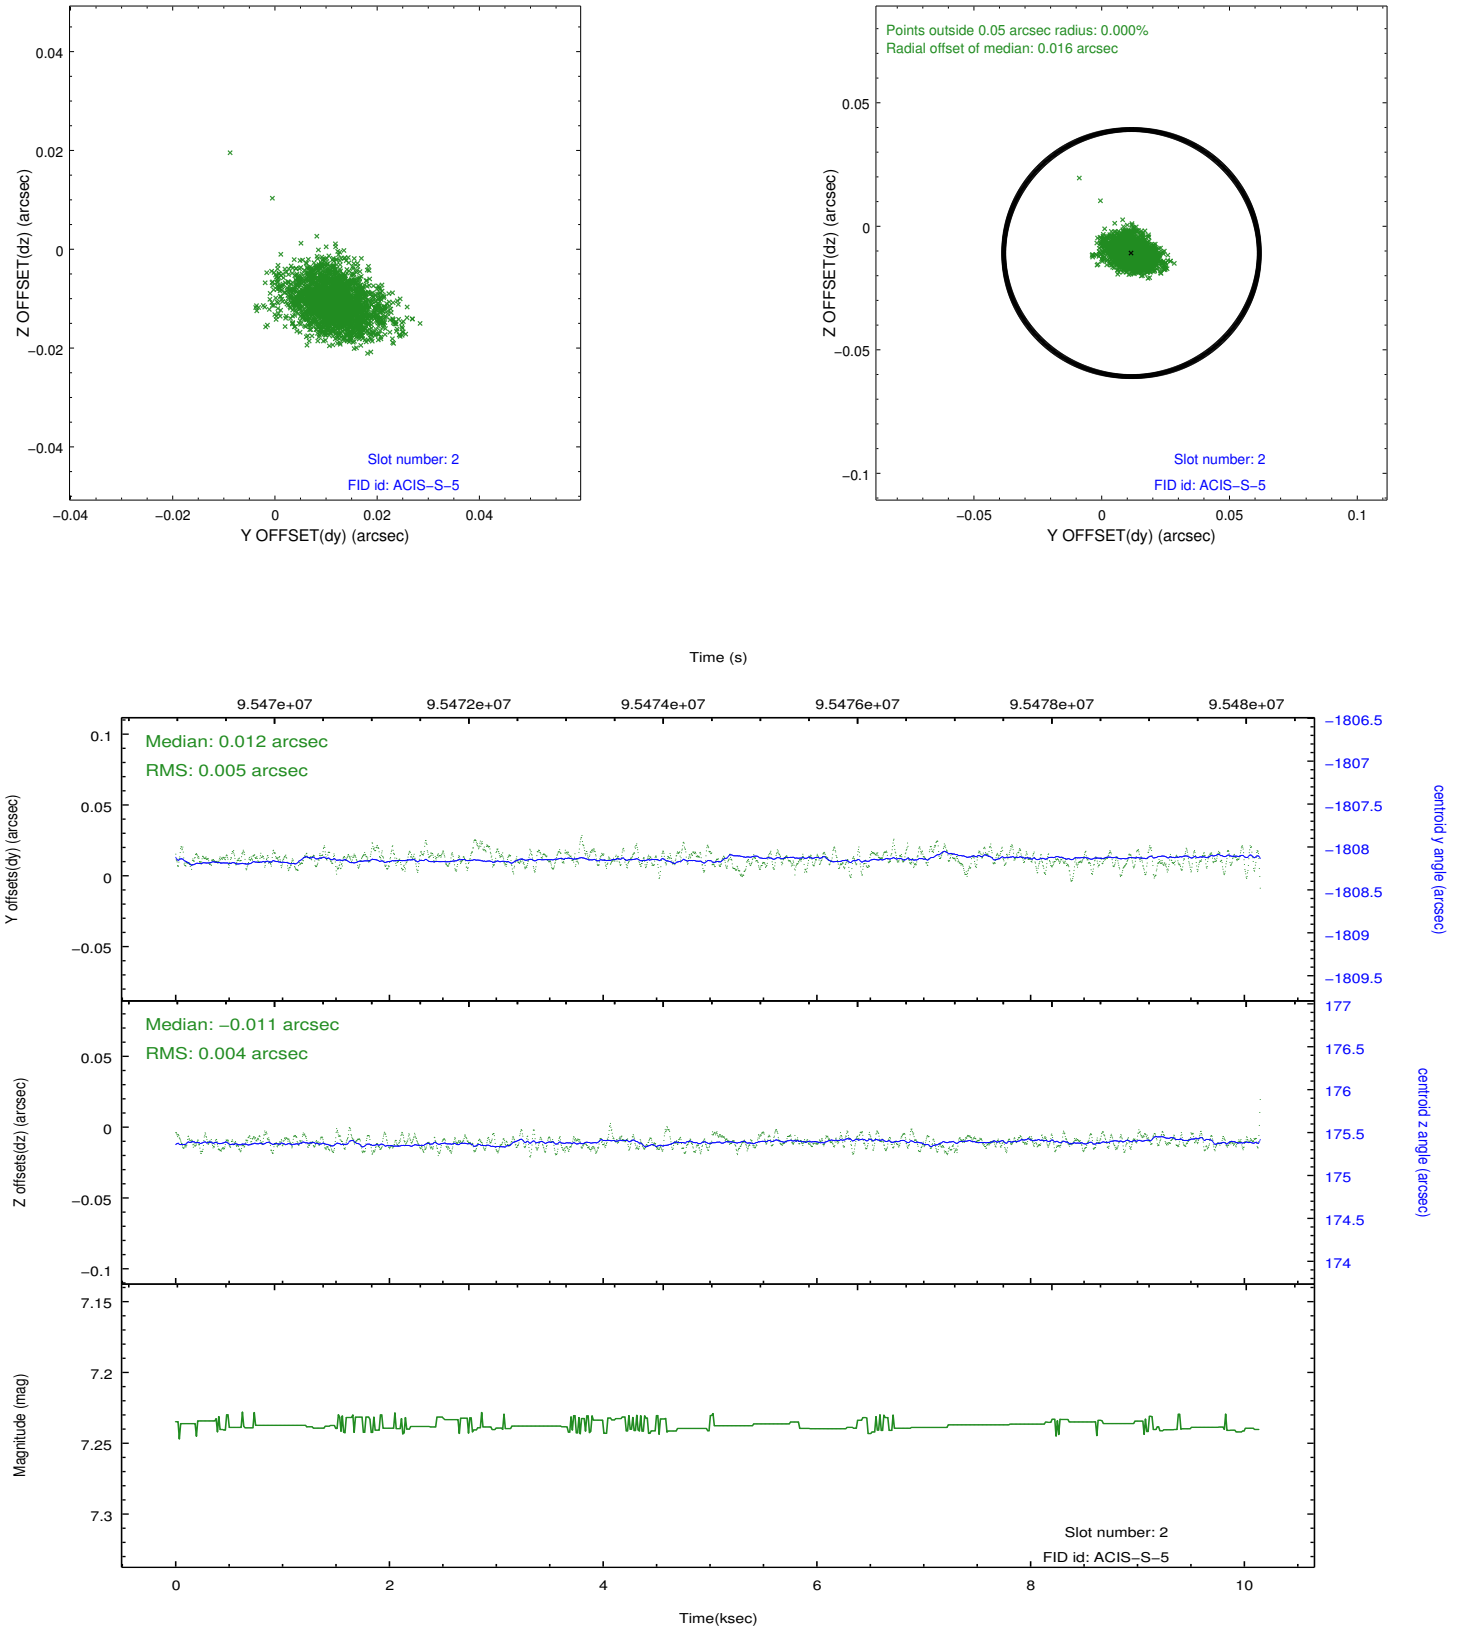 0.04
0.02
0
−0.02
−0.04
Z OFFSET(dz) (arcsec)
Slot number: 2
FID id: ACIS−S−5
−0.04
−0.02
0
0.02
0.04
Y OFFSET(dy) (arcsec)
Points outside 0.05 arcsec radius: 0.000%
Radial offset of median: 0.016 arcsec
0.05
0
−0.05
−0.1
Z OFFSET(dz) (arcsec)
Slot number: 2
FID id: ACIS−S−5
−0.05
0
0.05
0.1
Y OFFSET(dy) (arcsec)
Time (s)
9.547e+07
9.5472e+07
9.5474e+07
9.5476e+07
9.5478e+07
9.548e+07
Median: 0.012 arcsec
RMS: 0.005 arcsec
0.1
0.05
0
−0.05
Y offsets(dy) (arcsec)
−1806.5
−1807
−1807.5
−1808
−1808.5
−1809
−1809.5
centroid y angle (arcsec)
Median: −0.011 arcsec
RMS: 0.004 arcsec
0.05
0
−0.05
−0.1
Z offsets(dz) (arcsec)
177
176.5
176
175.5
175
174.5
174
centroid z angle (arcsec)
7.15
7.2
7.25
7.3
Magnitude (mag)
Slot number: 2
FID id: ACIS−S−5
0
2
4
6
8
10
Time(ksec)